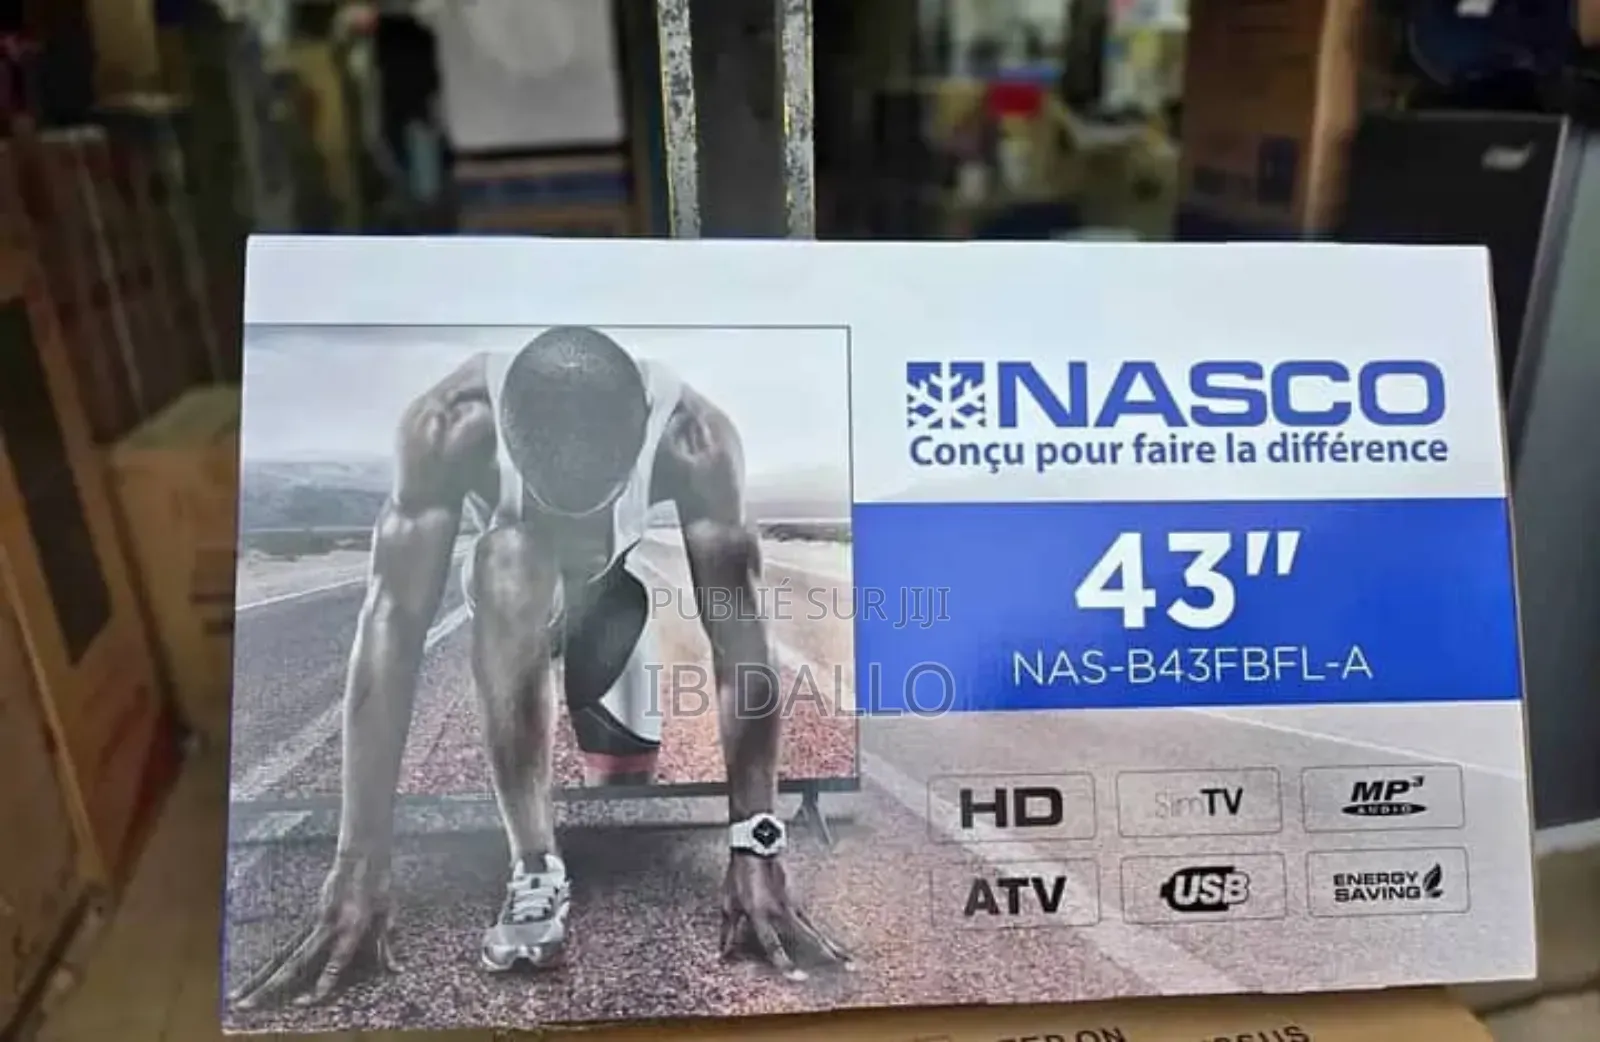 NASCO
Conçu pour faire la différence
43"
NAS-B43FBFL-A
PUBLIÉ SUR JIJI
IB DALLO
HD
SlimTV
MP3
AUDIO
ATV
USB
ENERGY
SAVING